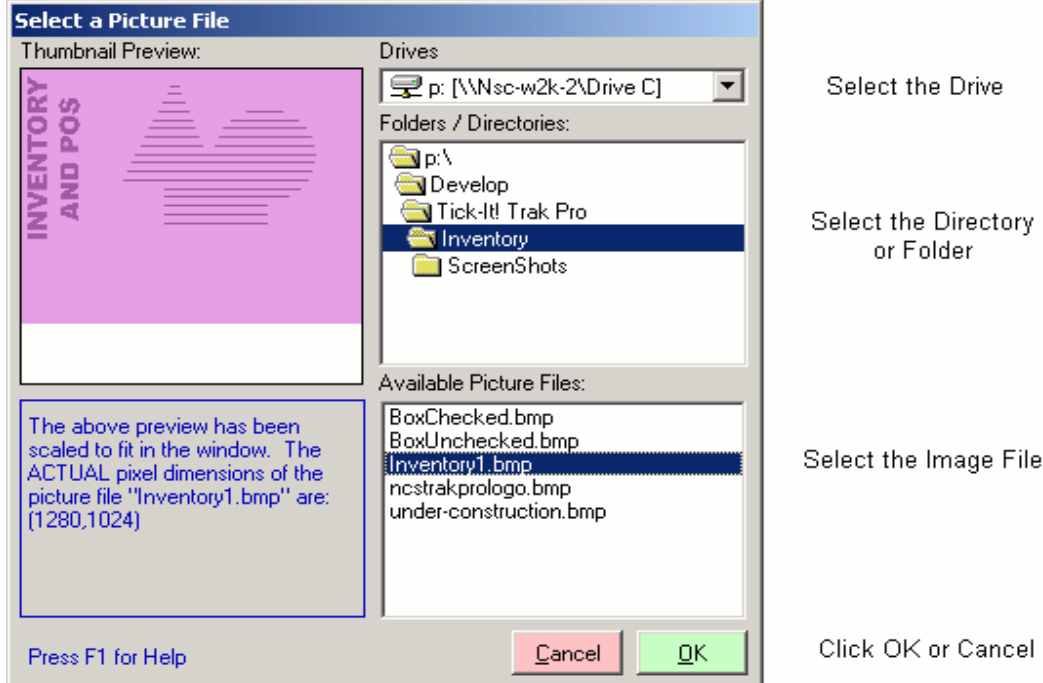 Select a Picture File
Thumbnail Preview:
INVENTORY
AND POS
The above preview has been
scaled to fit in the window. The
ACTUAL pixel dimensions of the
picture file "Inventory1.bmp" are:
(1280,1024)
Press F1 for Help
Drives
p: [\\Nsc-w2k-2\Drive C]
Folders / Directories:
p:\
Develop
Tick-It! Trak Pro
Inventory
ScreenShots
Available Picture Files:
BoxChecked.bmp
BoxUnchecked.bmp
Inventory1.bmp
ncstrakprologo.bmp
under-construction.bmp
Cancel
OK
Select the Drive
Select the Directory
or Folder
Select the Image File
Click OK or Cancel